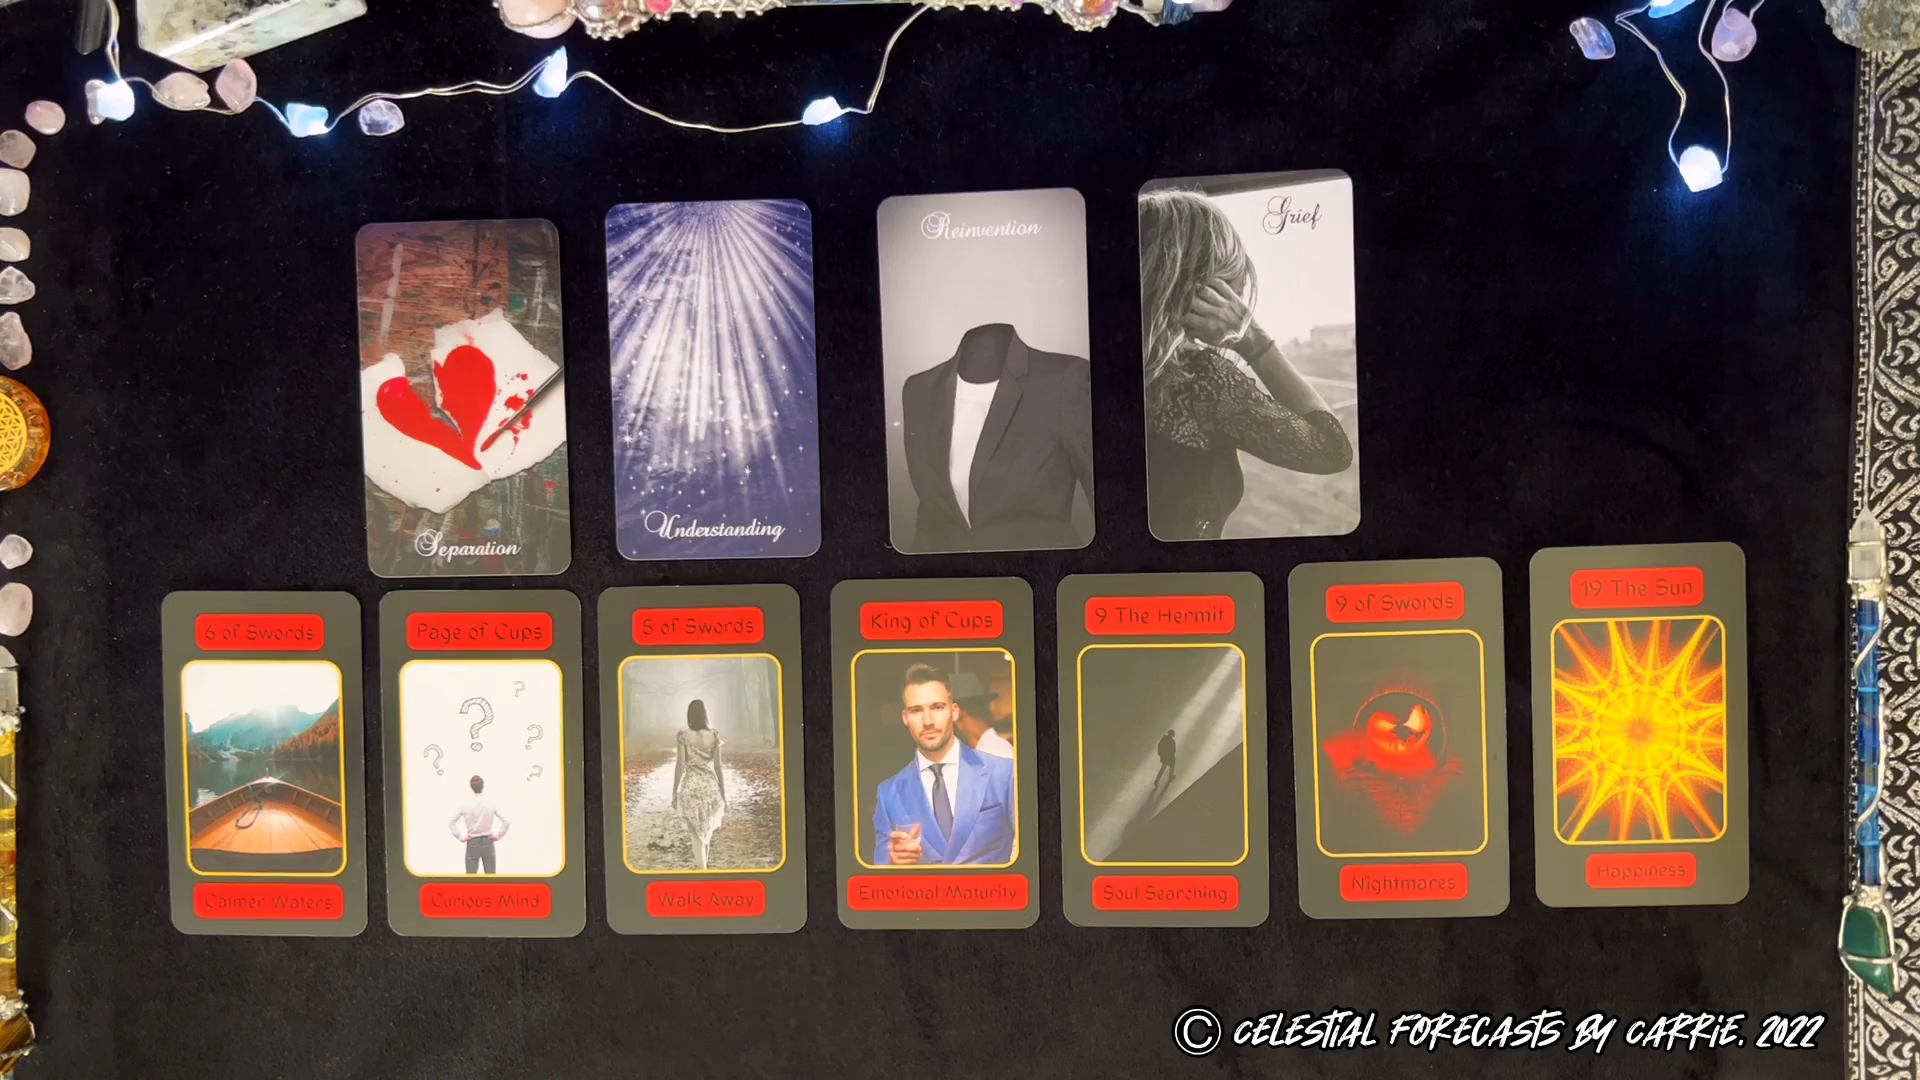 Separation
Understanding
Reinvention
Grief
6 of Swords
Calmer Waters
Page of Cups
? ? ? ? ?
Curious Mind
5 of Swords
Walk Away
King of Cups
Emotional Maturity
9 The Hermit
Soul Searching
9 of Swords
Nightmares
19 The Sun
Happiness
© CELESTIAL FORECASTS BY CARRIE. 2022